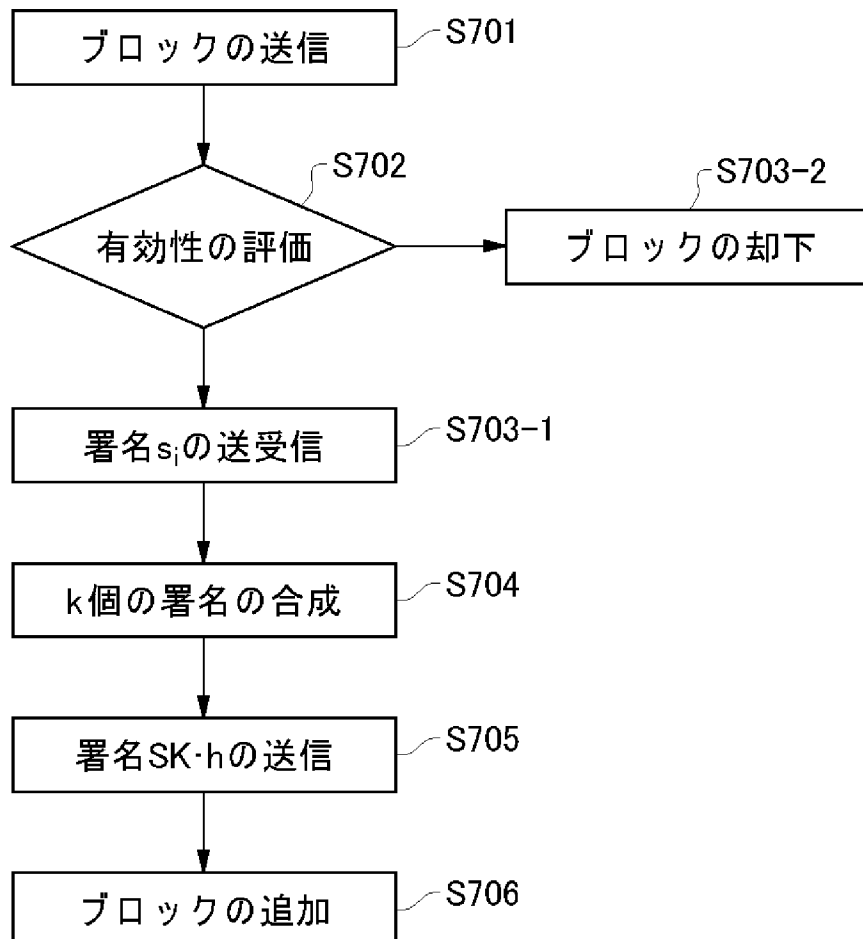 ブロックの送信
S701
S702
有効性の評価
S703-2
ブロックの却下
署名siの送受信
S703-1
k個の署名の合成
S704
署名SK·hの送信
S705
ブロックの追加
S706